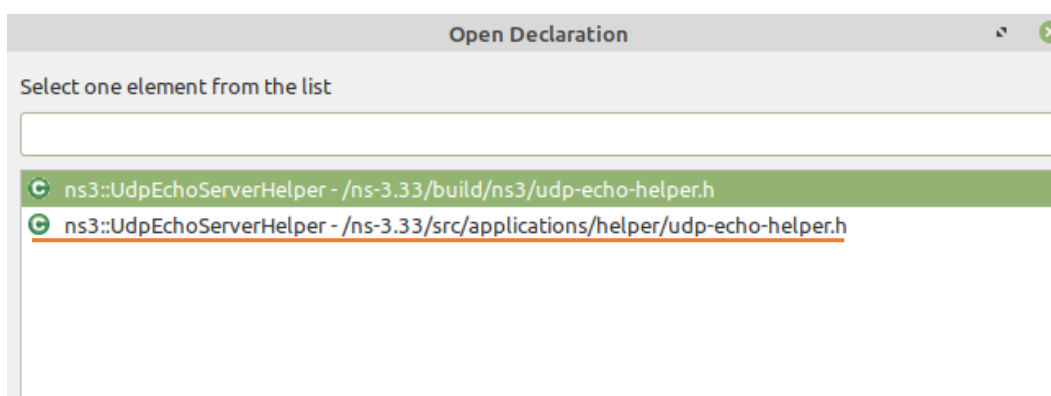 Open Declaration
Select one element from the list
ns3::UdpEchoServerHelper - /ns-3.33/build/ns3/udp-echo-helper.h
ns3::UdpEchoServerHelper - /ns-3.33/src/applications/helper/udp-echo-helper.h